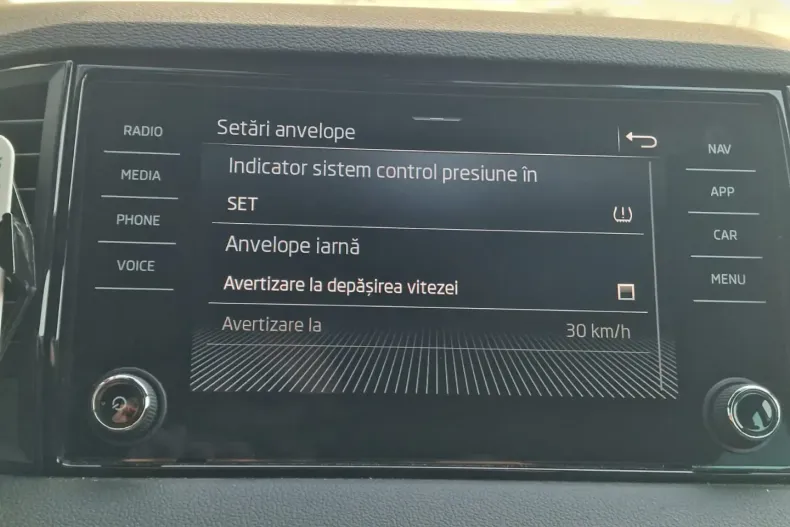 Setări anvelope
RADIO
MEDIA
PHONE
VOICE
Indicator sistem control presiune în
SET
Anvelope iarnă
Avertizare la depășirea vitezei
Avertizare la 30 km/h
NAV
APP
CAR
MENU